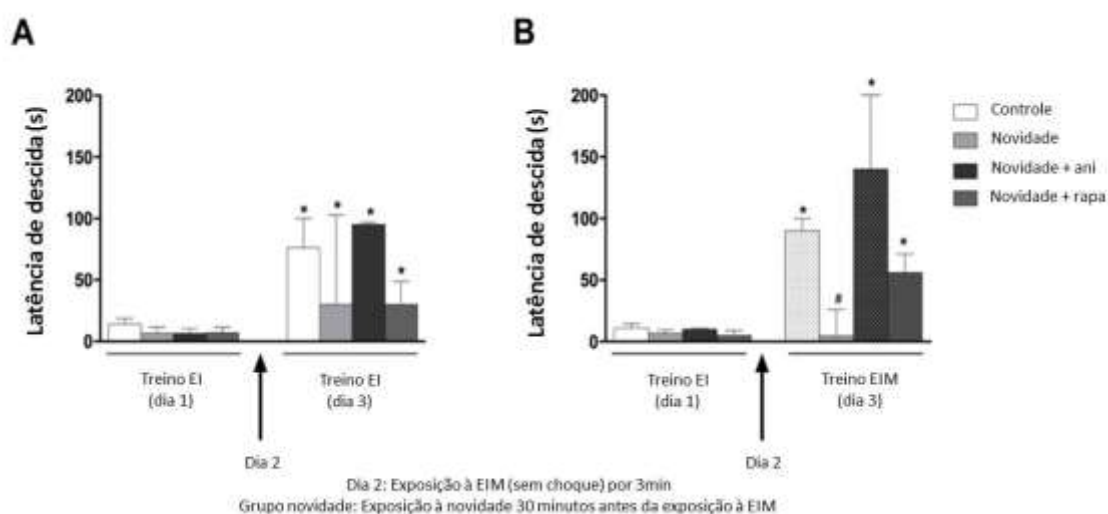 A
B
Latência de descida (s)
200
150
100
50
0
*
*
*
*
Treino EI
(dia 1)
Treino EI
(dia 3)
Dia 2
Latência de descida (s)
200
150
100
50
0
*
#
*
*
Treino EI
(dia 1)
Treino EIM
(dia 3)
Dia 2
Controle
Novidade
Novidade + ani
Novidade + rapa
Dia 2: Exposição à EIM (sem choque) por 3min
Grupo novidade: Exposição à novidade 30 minutos antes da exposição à EIM